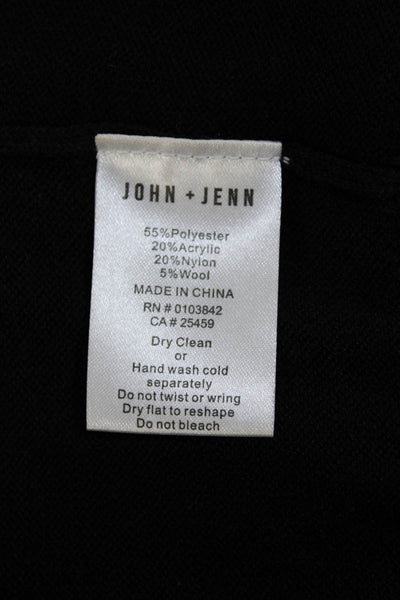 JOHN + JENN
55%Polyester
20%Acrylic
20%Nylon
5%Wool
MADE IN CHINA
RN # 0103842
CA # 25459
Dry Clean
or
Hand wash cold
separately
Do not twist or wring
Dry flat to reshape
Do not bleach